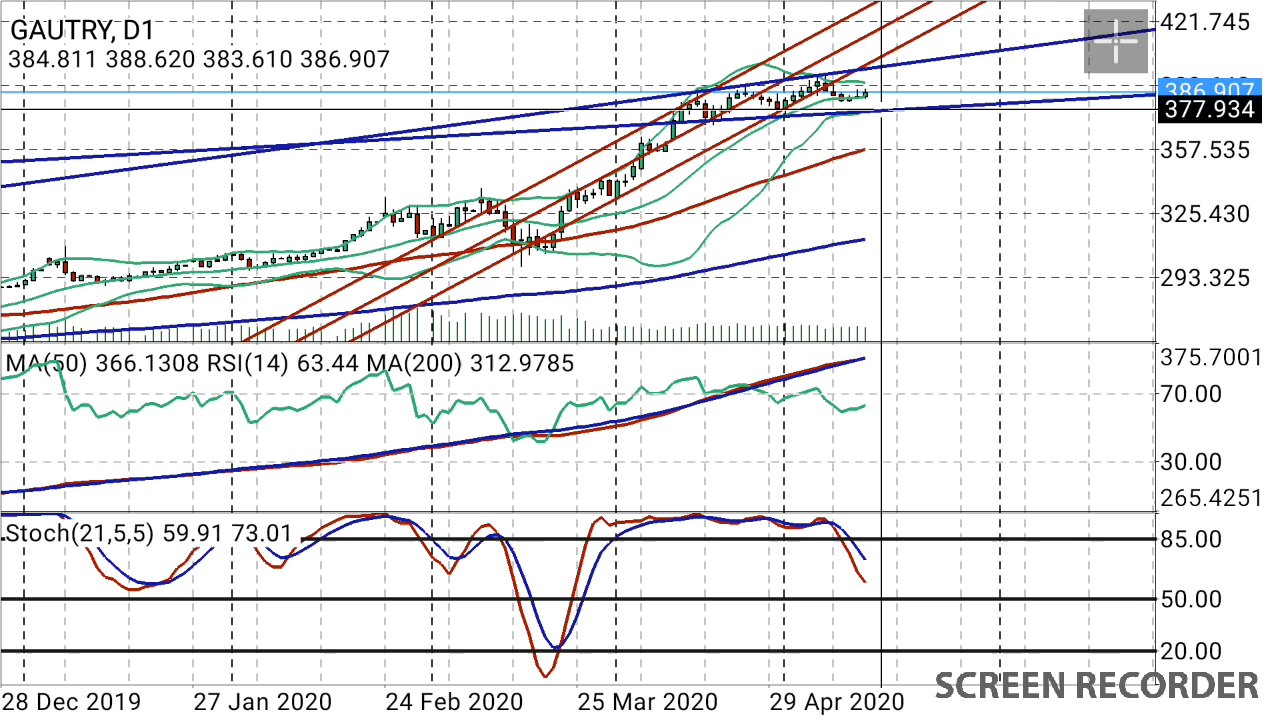 GAUTRY, D1
384.811 388.620 383.610 386.907
421.745
386.907
377.934
357.535
325.430
293.325
MA(50) 366.1308 RSI(14) 63.44 MA(200) 312.9785
375.7001
70.00
30.00
265.4251
Stoch(21,5,5) 59.91 73.01
85.00
50.00
20.00
28 Dec 2019 27 Jan 2020 24 Feb 2020 25 Mar 2020 29 Apr 2020
SCREEN RECORDER